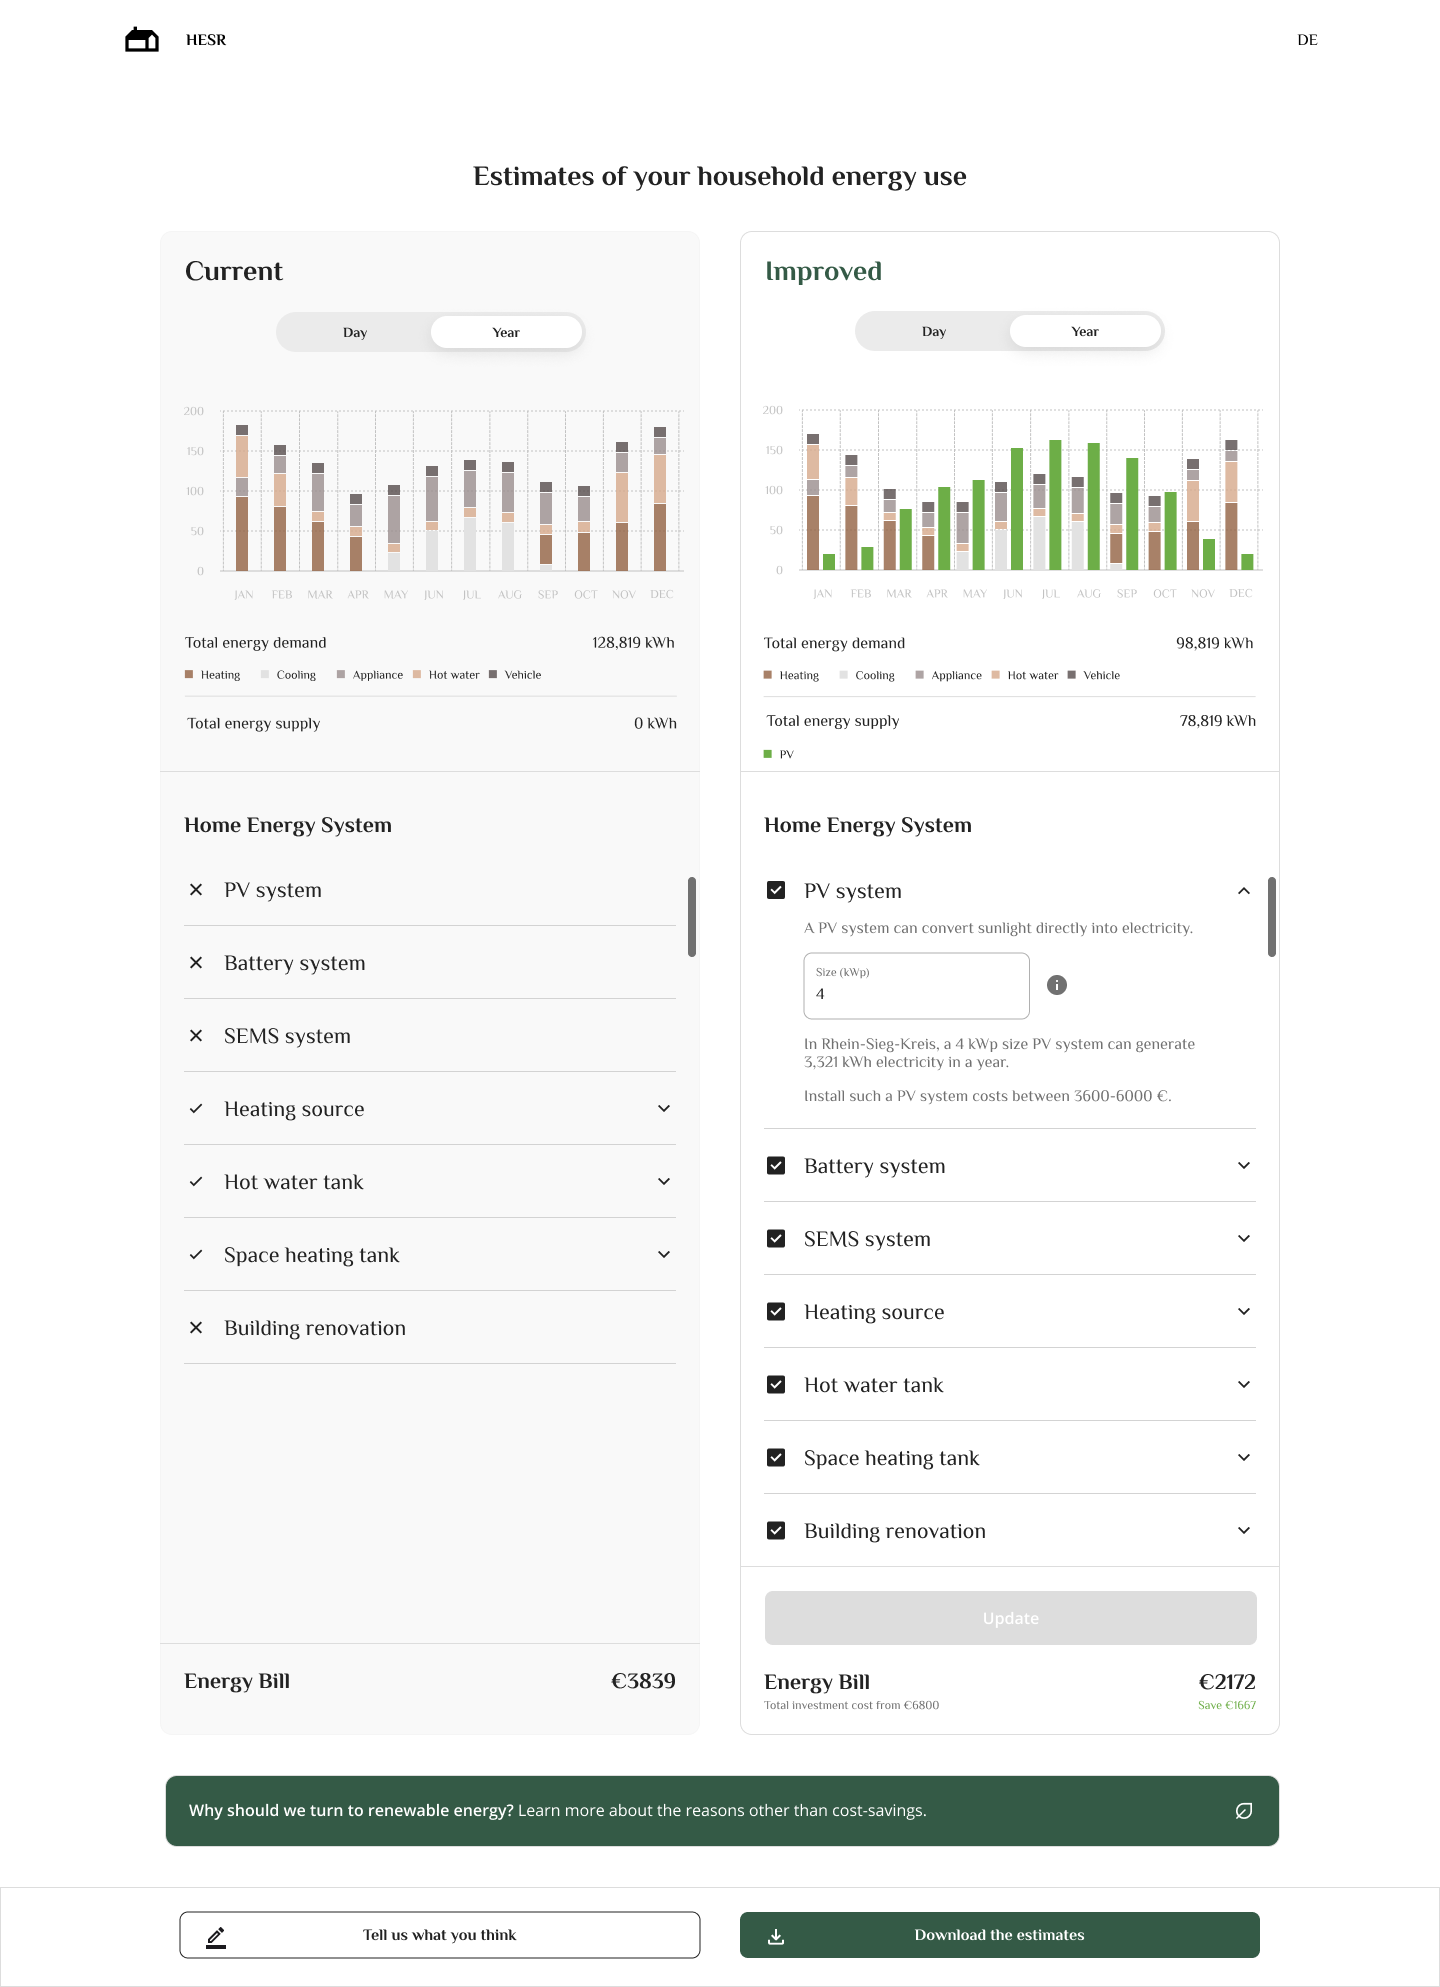 HESR
DE
Estimates of your household energy use
Current
Day
Year
200
150
100
50
0
JAN FEB MAR APR MAY JUN JUL AUG SEP OCT NOV DEC
Total energy demand 128,819 kWh
Heating Cooling Appliance Hot water Vehicle
Total energy supply 0 kWh
Home Energy System
PV system
Battery system
SEMS system
Heating source
Hot water tank
Space heating tank
Building renovation
Energy Bill €3839
Improved
Day
Year
200
150
100
50
0
JAN FEB MAR APR MAY JUN JUL AUG SEP OCT NOV DEC
Total energy demand 98,819 kWh
Heating Cooling Appliance Hot water Vehicle
Total energy supply 78,819 kWh
PV
Home Energy System
PV system
A PV system can convert sunlight directly into electricity.
Size (kWp)
4
In Rhein-Sieg-Kreis, a 4 kWp size PV system can generate
3,321 kWh electricity in a year.
Install such a PV system costs between 3600-6000 €.
Battery system
SEMS system
Heating source
Hot water tank
Space heating tank
Building renovation
Update
Energy Bill €2172
Total investment cost from €6800 Save €1667
Why should we turn to renewable energy? Learn more about the reasons other than cost-savings.
Tell us what you think
Download the estimates